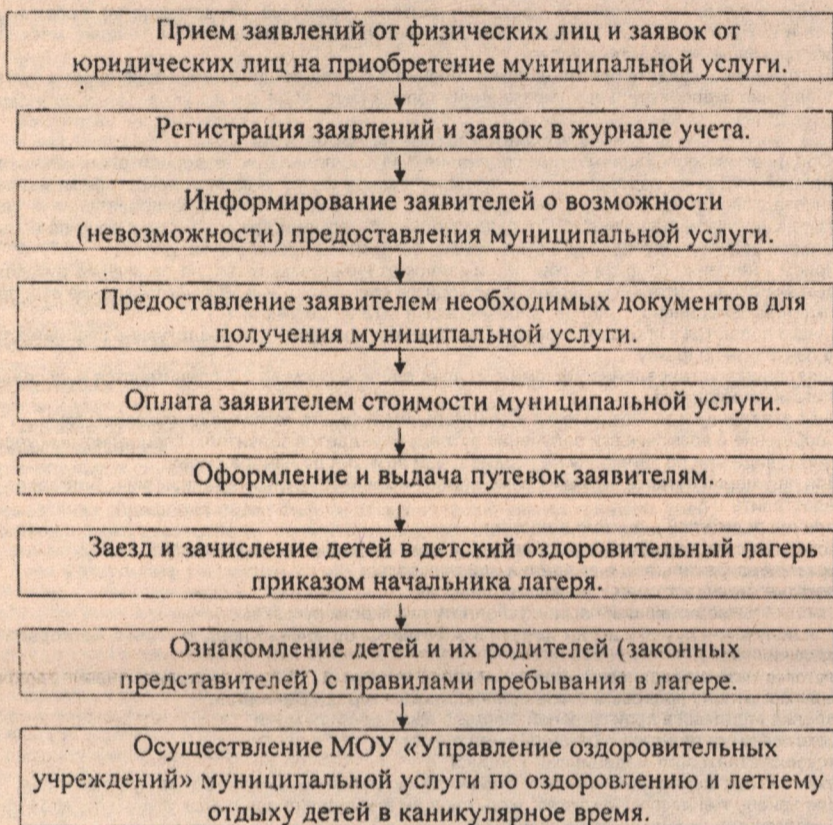 Прием заявлений от физических лиц и заявок от
юридических лиц на приобретение муниципальной услуги.
Регистрация заявлений и заявок в журнале учета.
Информирование заявителей о возможности
(невозможности) предоставления муниципальной услуги.
Предоставление заявителем необходимых документов для
получения муниципальной услуги.
Оплата заявителем стоимости муниципальной услуги.
Оформление и выдача путевок заявителям.
Заезд и зачисление детей в детский оздоровительный лагерь
приказом начальника лагеря.
Ознакомление детей и их родителей (законных
представителей) с правилами пребывания в лагере.
Осуществление МОУ «Управление оздоровительных
учреждений» муниципальной услуги по оздоровлению и летнему
отдыху детей в каникулярное время.